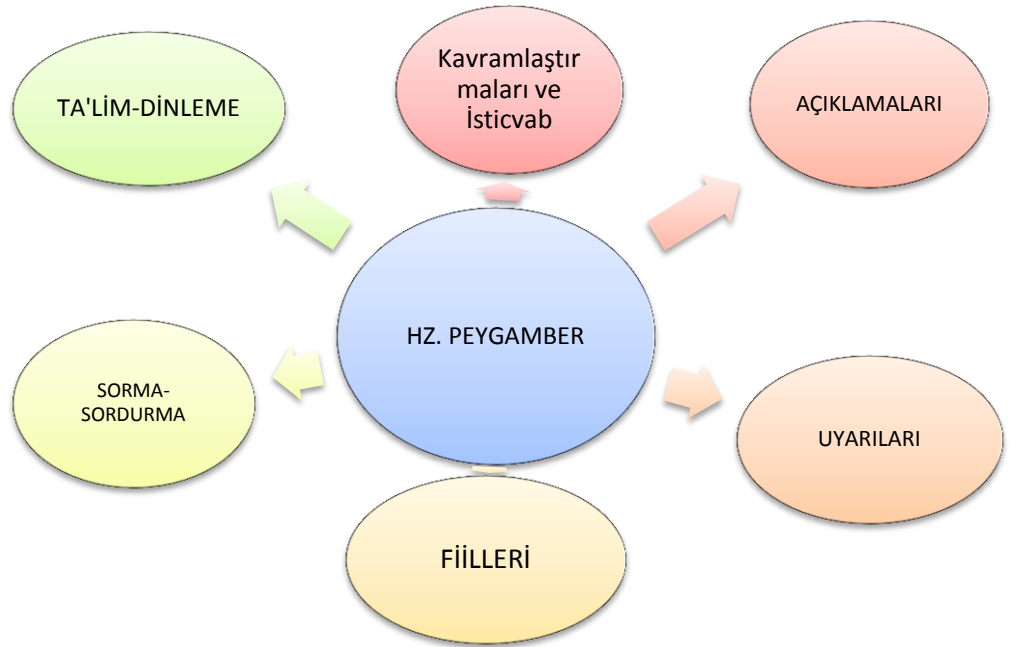 TA'LİM-DİNLEME
Kavramlaştır
maları ve
İsticvab
AÇIKLAMALARI
HZ. PEYGAMBER
SORMA-
SORDURMA
UYARILARI
FİİLLERİ